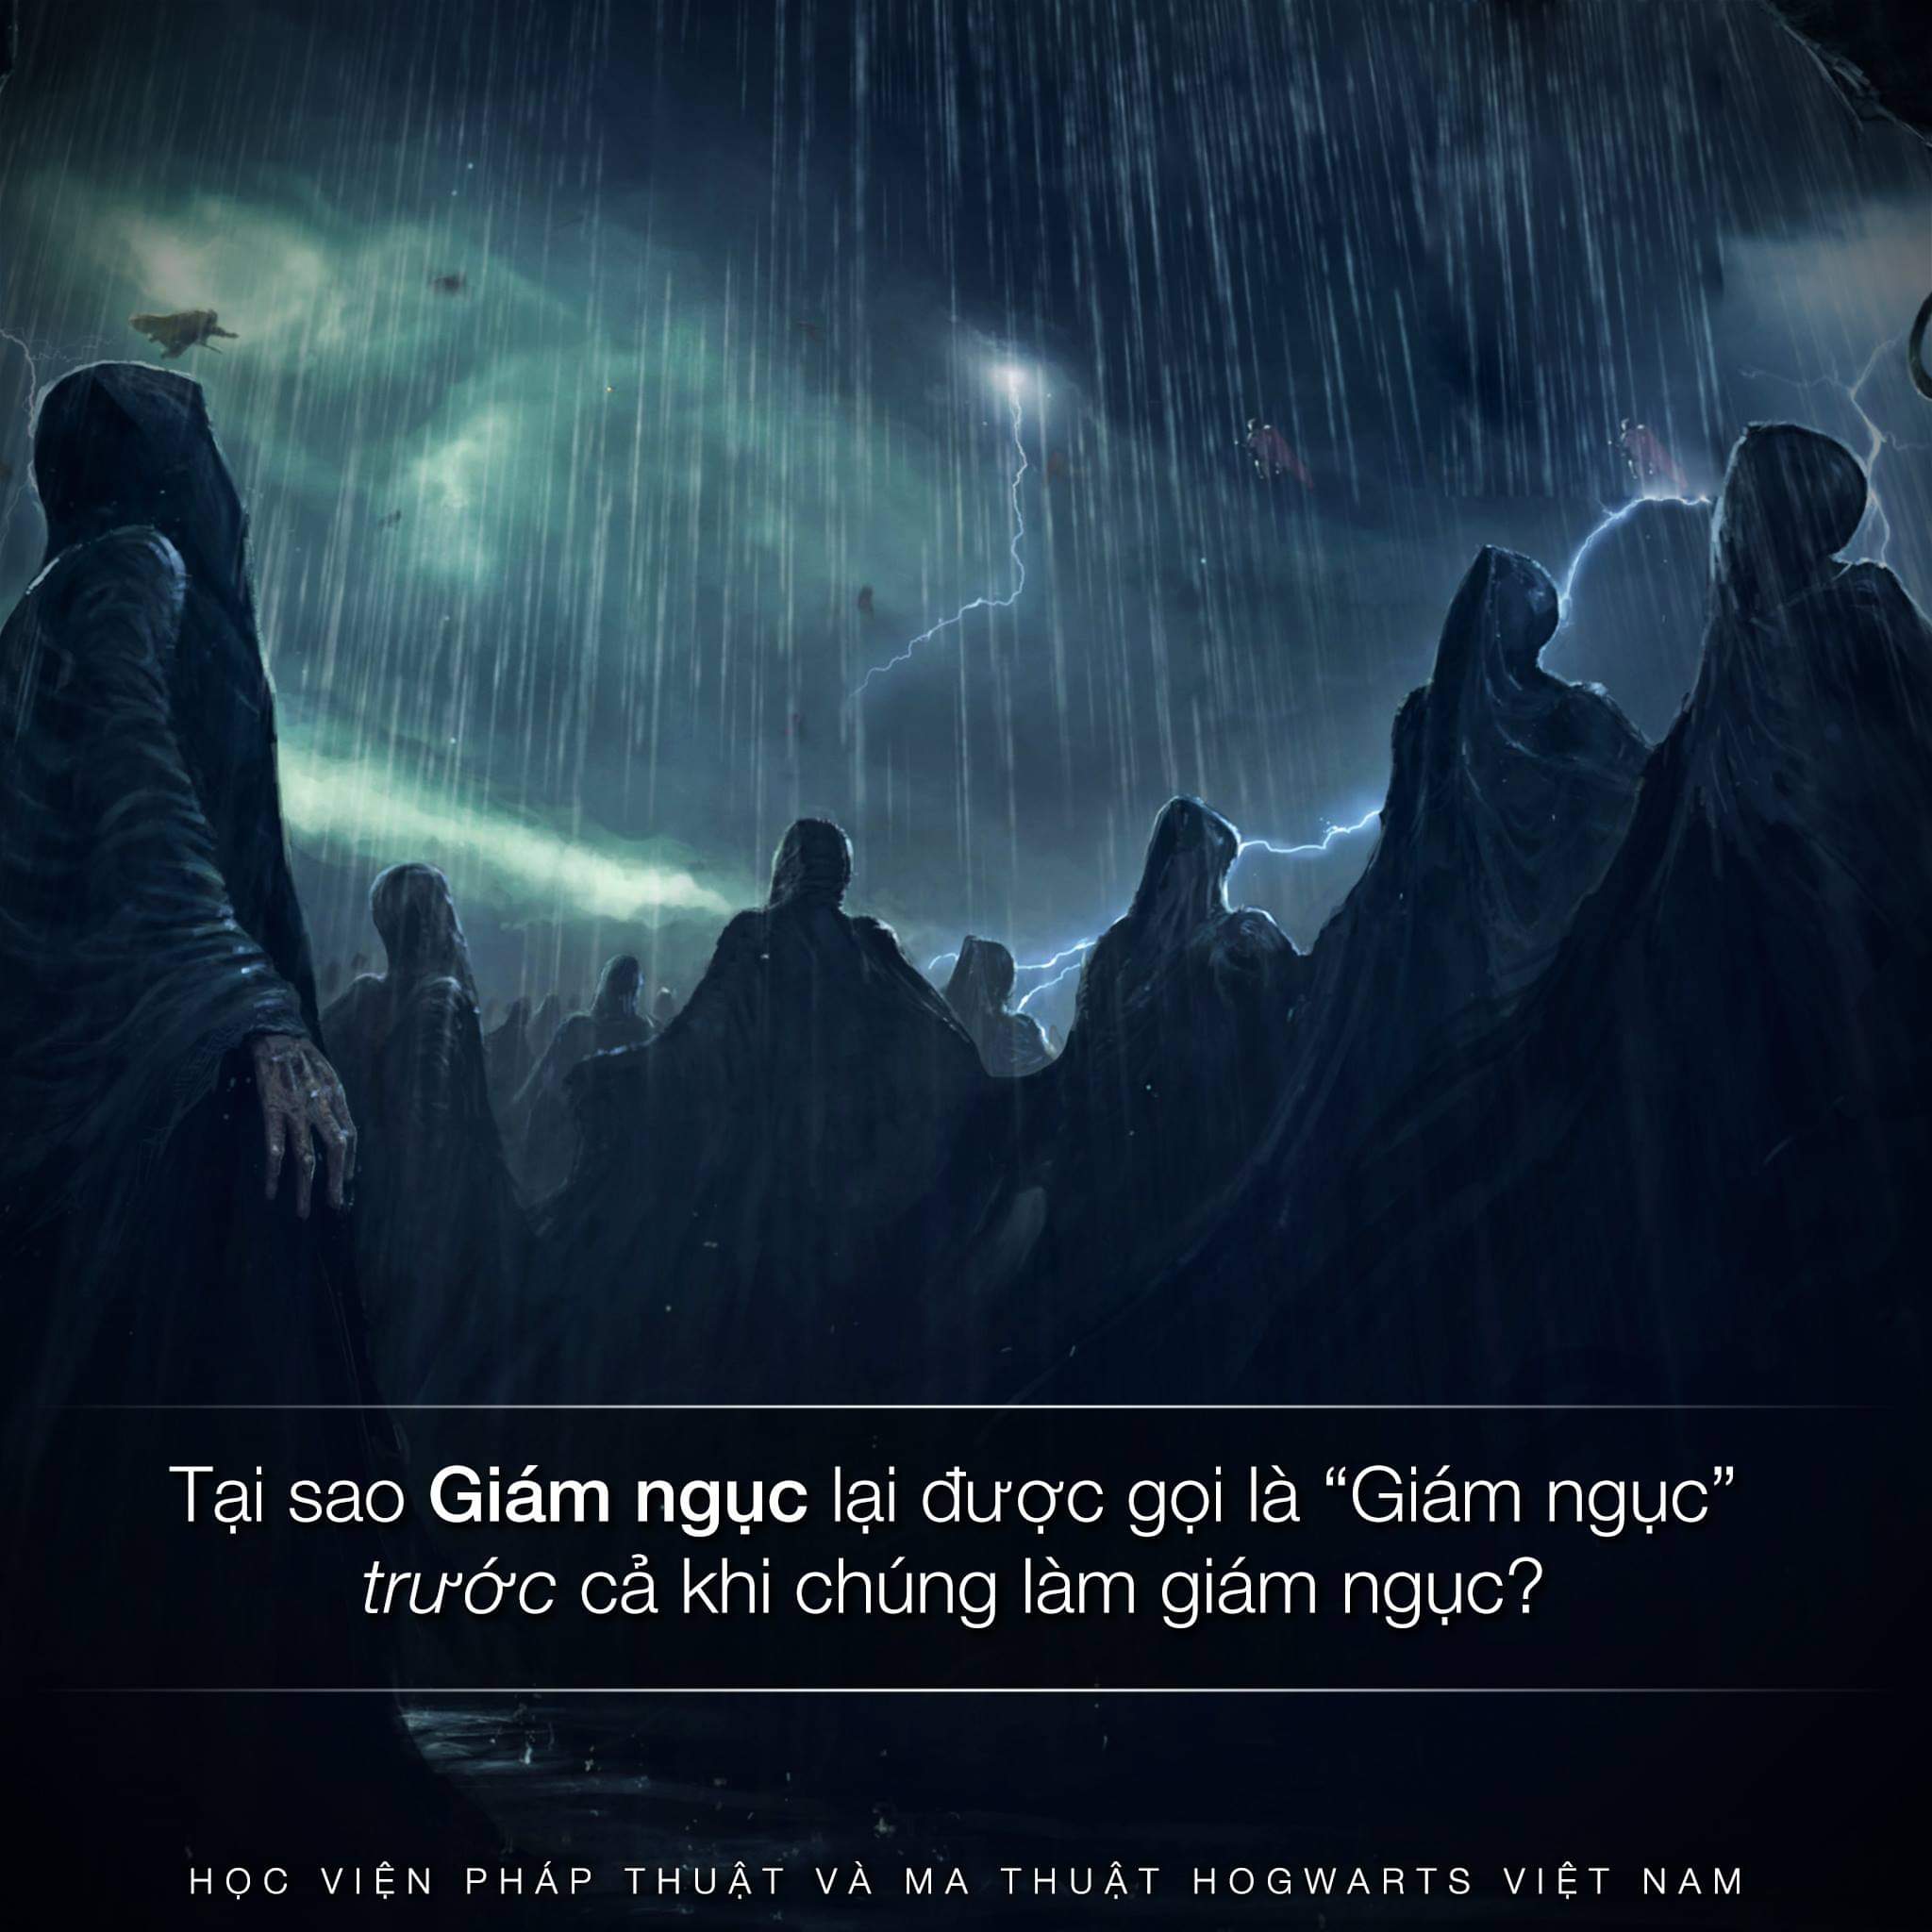 Tại sao Giám ngục lại được gọi là “Giám ngục”
trước cả khi chúng làm giám ngục?
HỌC VIỆN PHÁP THUẬT VÀ MA THUẬT HOGWARTS VIỆT NAM